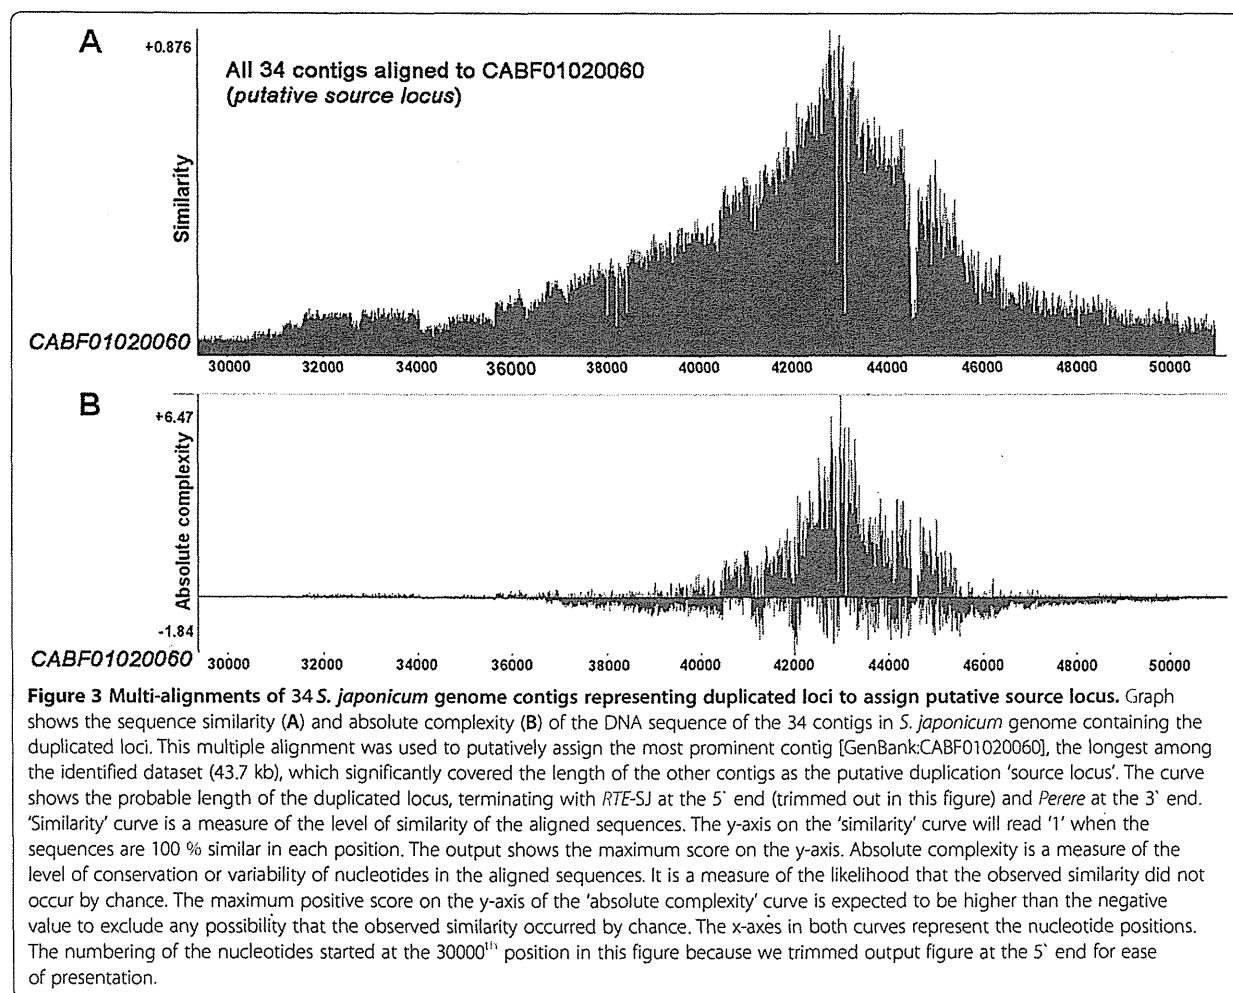 A
+0.876
All 34 contigs aligned to CABF01020060
(putative source locus)
Similarity
CABF01020060
30000 32000 34000 36000 38000 40000 42000 44000 46000 48000 50000
B
+6.47
Absolute complexity
-1.84
CABF01020060
30000 32000 34000 36000 38000 40000 42000 44000 46000 48000 50000
Figure 3 Multi-alignments of 34 S. japonicum genome contigs representing duplicated loci to assign putative source locus. Graph
shows the sequence similarity (A) and absolute complexity (B) of the DNA sequence of the 34 contigs in S. japonicum genome containing the
duplicated loci. This multiple alignment was used to putatively assign the most prominent contig [GenBank:CABF01020060], the longest among
the identified dataset (43.7 kb), which significantly covered the length of the other contigs as the putative duplication 'source locus'. The curve
shows the probable length of the duplicated locus, terminating with RTE-SJ at the 5` end (trimmed out in this figure) and Perere at the 3` end.
'Similarity' curve is a measure of the level of similarity of the aligned sequences. The y-axis on the 'similarity' curve will read '1' when the
sequences are 100 % similar in each position. The output shows the maximum score on the y-axis. Absolute complexity is a measure of the
level of conservation or variability of nucleotides in the aligned sequences. It is a measure of the likelihood that the observed similarity did not
occur by chance. The maximum positive score on the y-axis of the 'absolute complexity' curve is expected to be higher than the negative
value to exclude any possibility that the observed similarity occurred by chance. The x-axes in both curves represent the nucleotide positions.
The numbering of the nucleotides started at the 30000th position in this figure because we trimmed output figure at the 5` end for ease
of presentation.